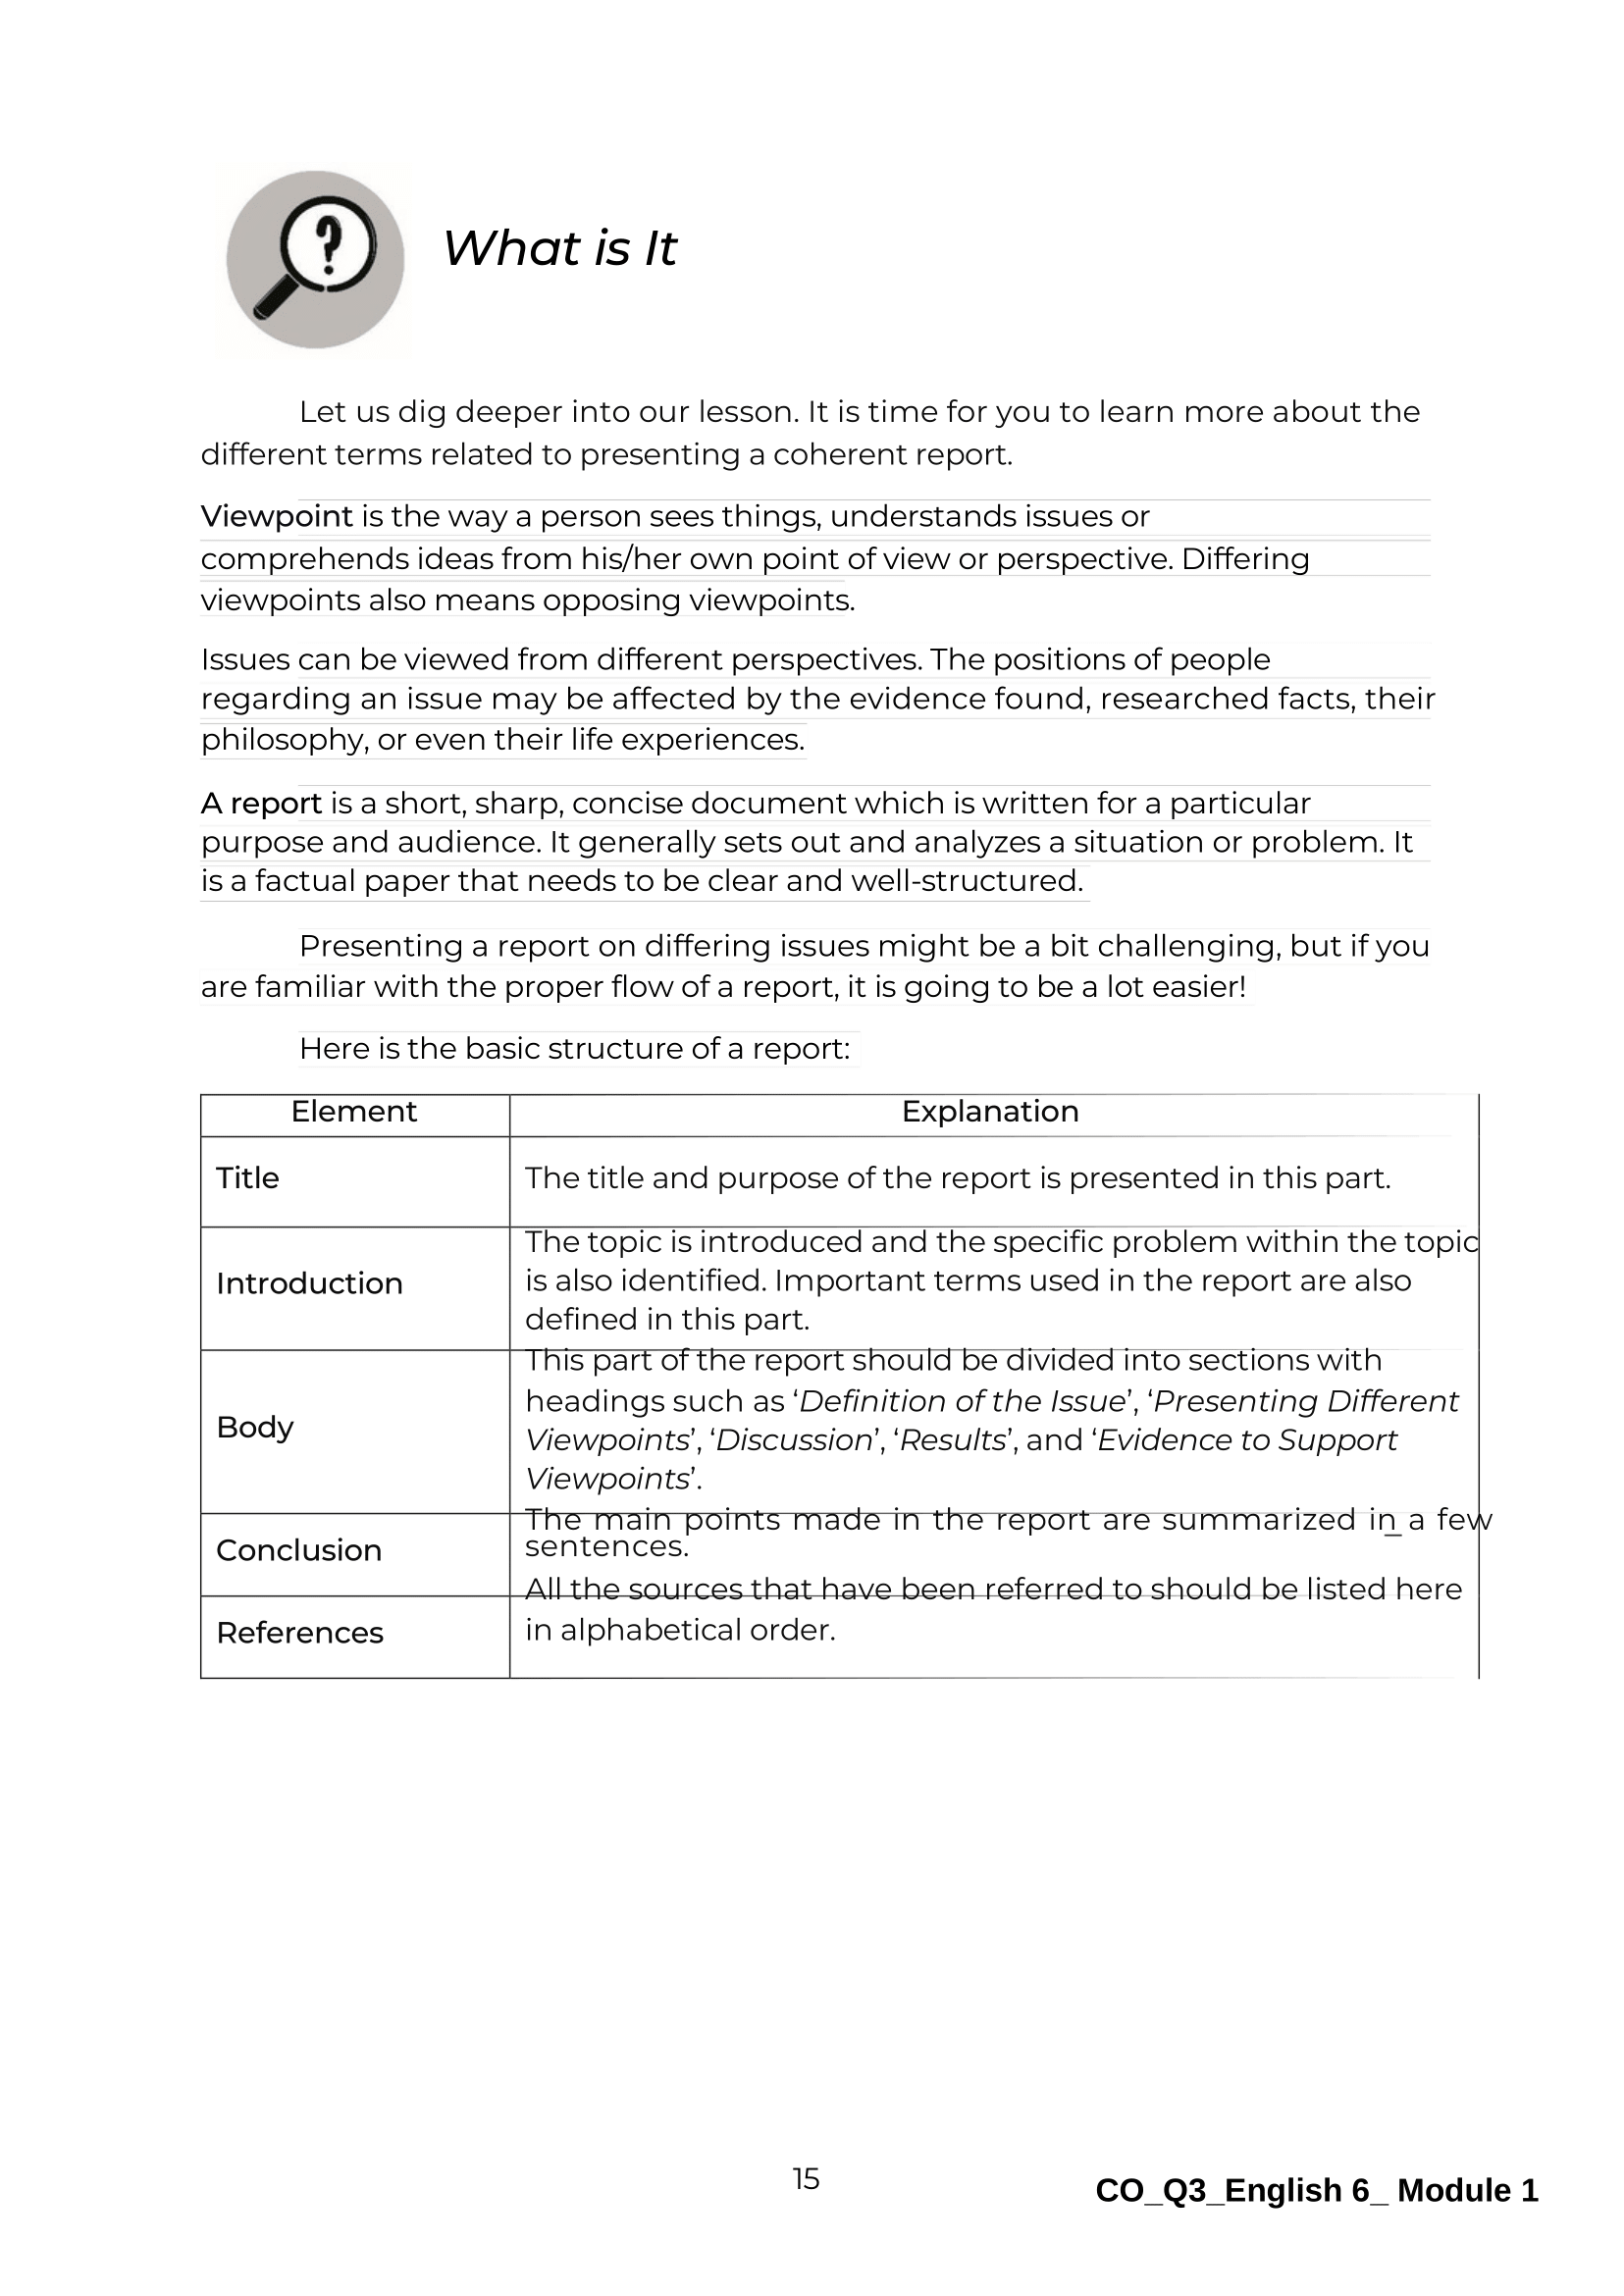 What is It
Let us dig deeper into our lesson. It is time for you to learn more about the
different terms related to presenting a coherent report.
Viewpoint is the way a person sees things, understands issues or
comprehends ideas from his/her own point of view or perspective. Differing
viewpoints also means opposing viewpoints.
Issues can be viewed from different perspectives. The positions of people
regarding an issue may be affected by the evidence found, researched facts, their
philosophy, or even their life experiences.
A report is a short, sharp, concise document which is written for a particular
purpose and audience. It generally sets out and analyzes a situation or problem. It
is a factual paper that needs to be clear and well-structured.
Presenting a report on differing issues might be a bit challenging, but if you
are familiar with the proper flow of a report, it is going to be a lot easier!
Here is the basic structure of a report:
Element Explanation
Title The title and purpose of the report is presented in this part.
Introduction
The topic is introduced and the specific problem within the topic
is also identified. Important terms used in the report are also
defined in this part.
Body
This part of the report should be divided into sections with
headings such as ‘Definition of the Issue’, ‘Presenting Different
Viewpoints’, ‘Discussion’, ‘Results’, and ‘Evidence to Support
Viewpoints’.
Conclusion
The main points made in the report are summarized in_a few
sentences.
References
All the sources that have been referred to should be listed here
in alphabetical order.
15
CO_Q3_English 6_ Module 1